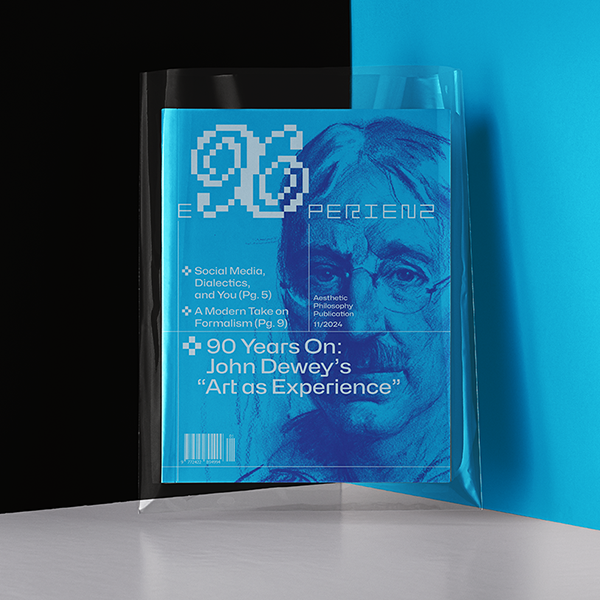 96
E PERIENZ
Social Media,
Dialectics,
and You (Pg. 5)
A Modern Take on
Formalism (Pg. 9)
Aesthetic
Philosophy
Publication
11/2024
90 Years On:
John Dewey's
“Art as Experience”